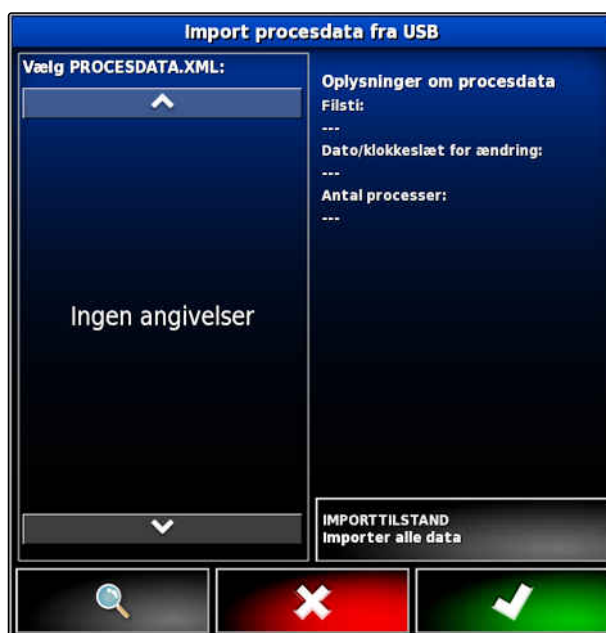 Import procesdata fra USB
Vælg PROCESDATA.XML:
Ingen angivelser
Oplysninger om procesdata
Filsti:
---
Dato/klokkeslæt for ændring:
---
Antal processer:
---
IMPORTTILSTAND
Importer alle data